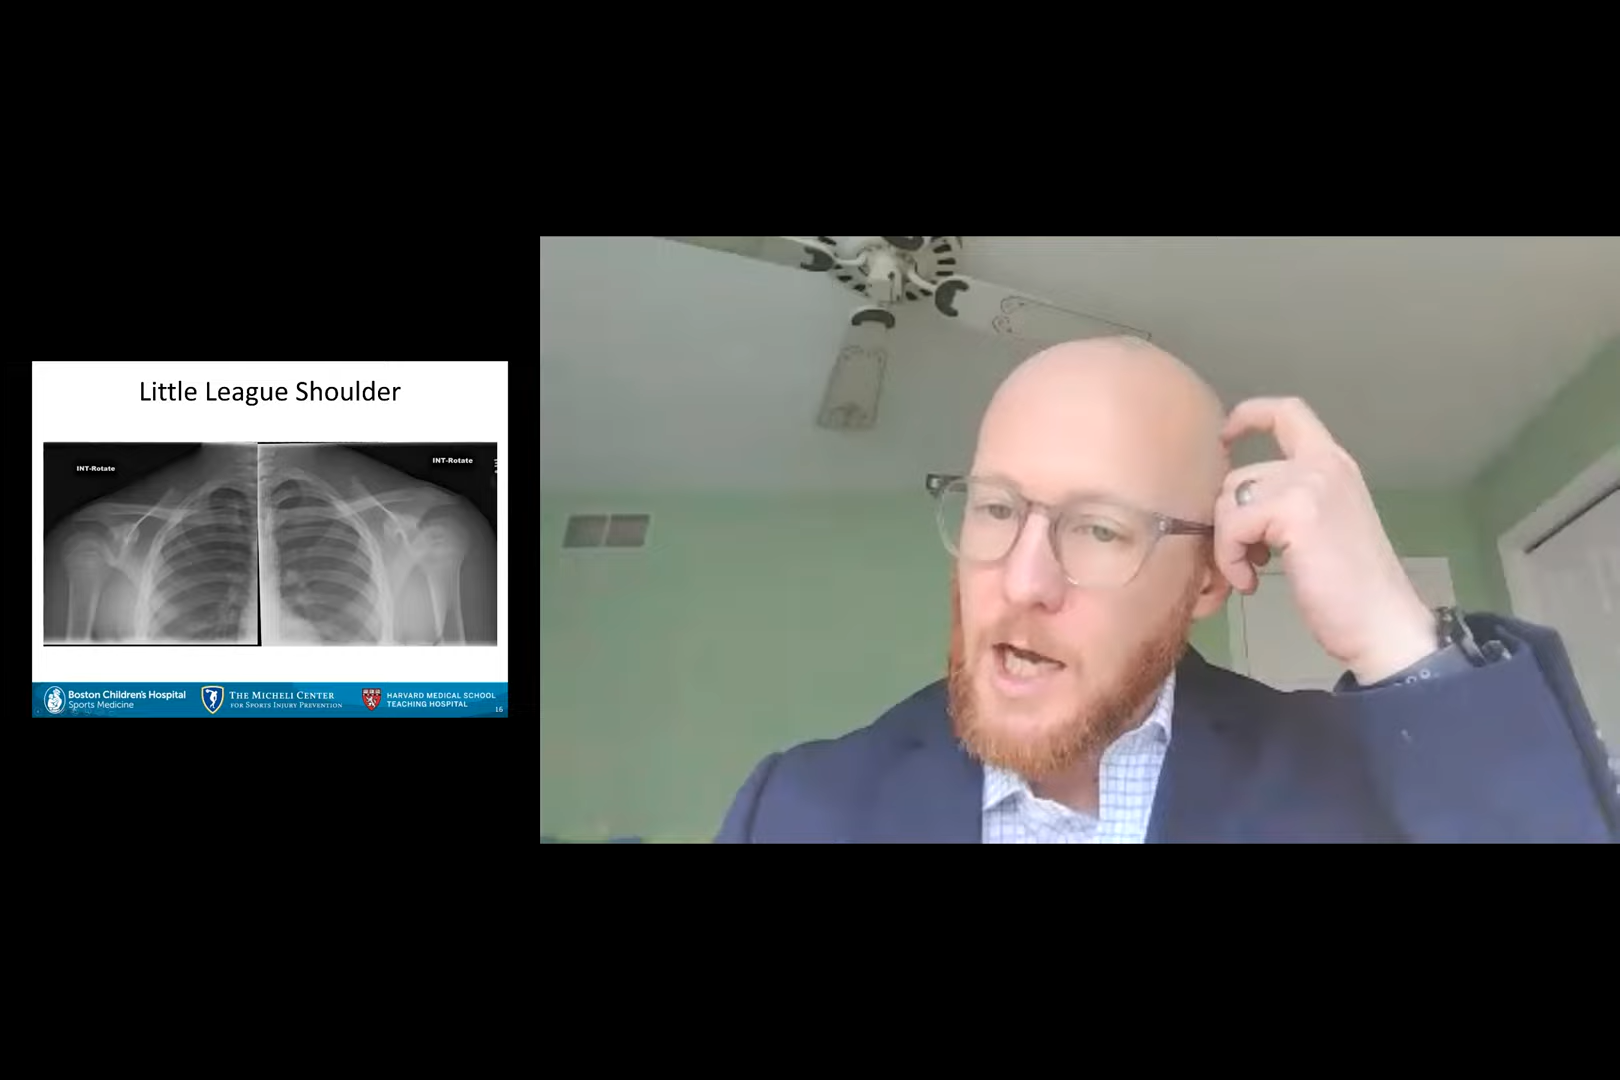 Little League Shoulder
INT-Rotate
INT-Rotate
Boston Children's Hospital
Sports Medicine
THE MICHELI CENTER
FOR SPORTS INJURY PREVENTION
HARVARD MEDICAL SCHOOL
TEACHING HOSPITAL
16